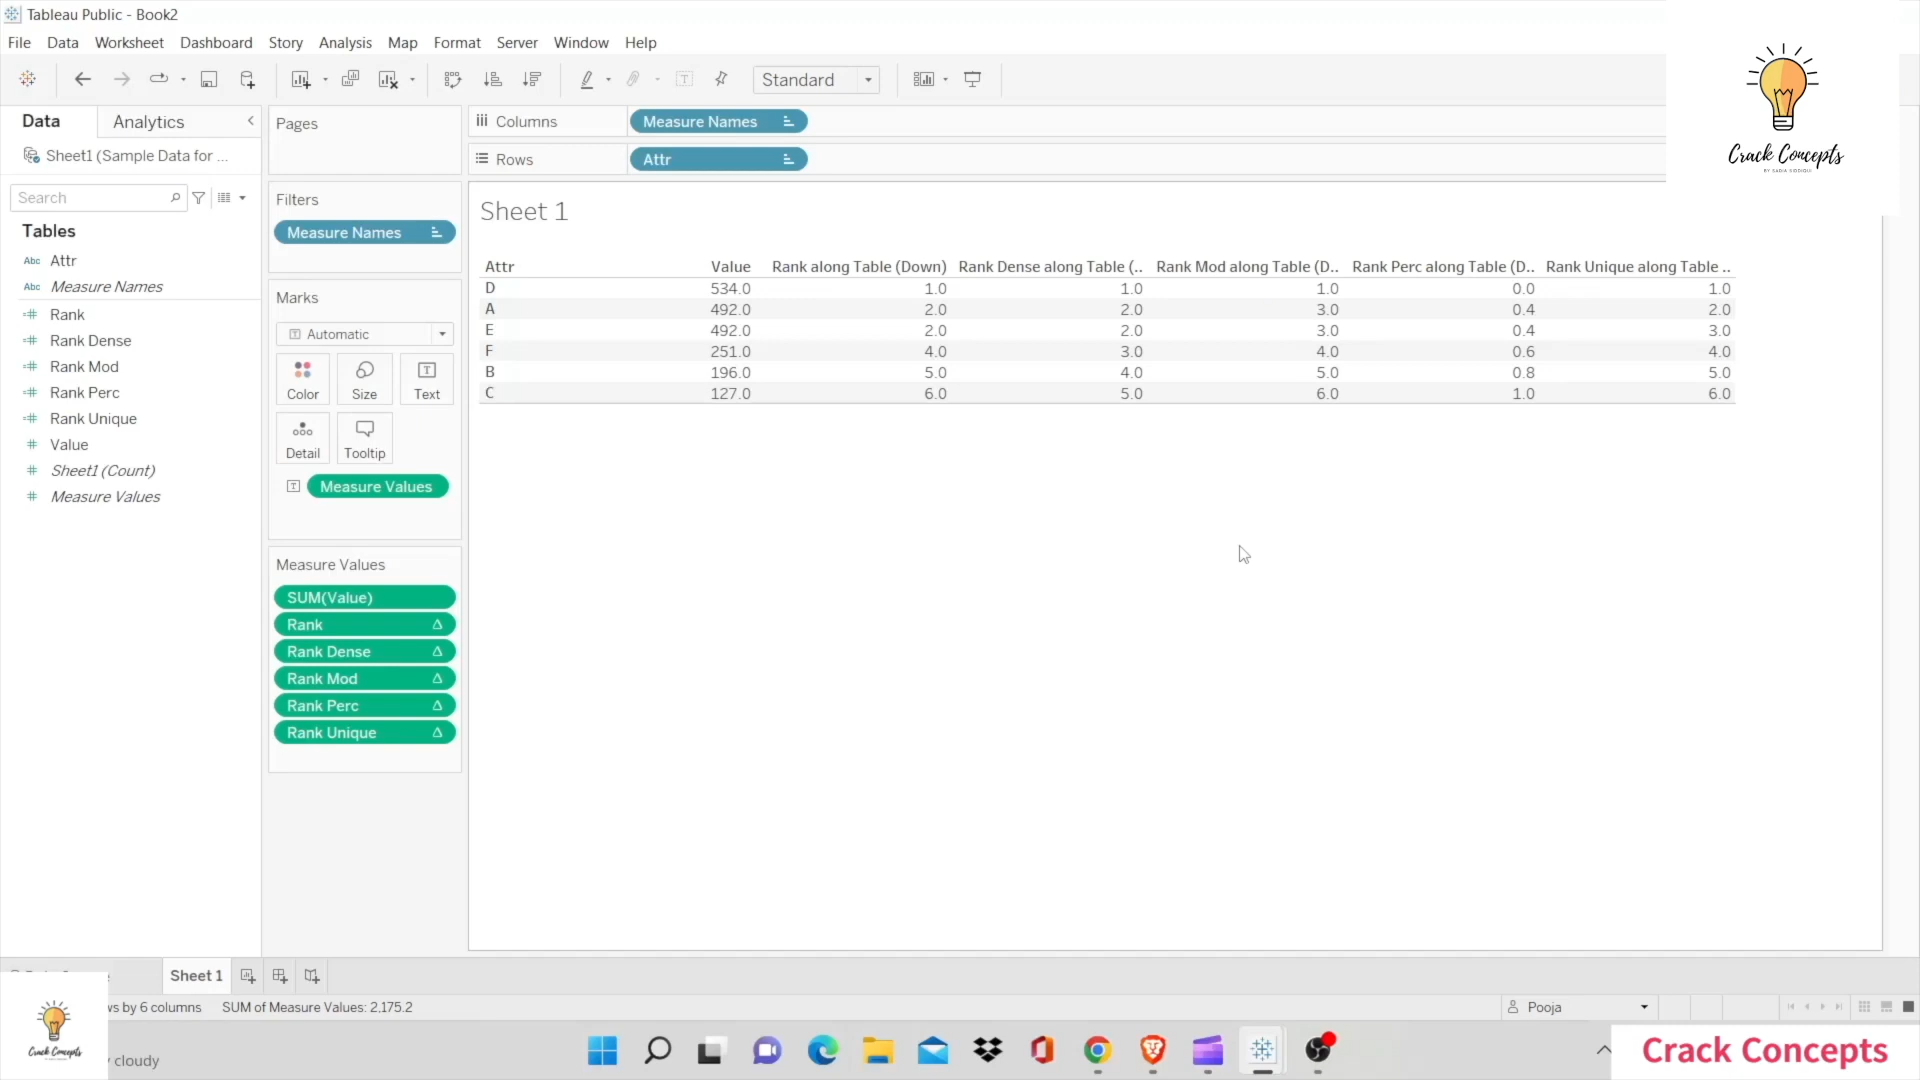 Tableau Public - Book2
File Data Worksheet Dashboard Story Analysis Map Format Server Window Help
Standard
Crack Concepts
BY SADIA SIDDIQUI
Data Analytics
Sheet1 (Sample Data for ...
Search
Tables
Abc Attr
Abc Measure Names
Rank
Rank Dense
Rank Mod
Rank Perc
Rank Unique
Value
Sheet1 (Count)
Measure Values
Pages
Filters
Measure Names
Marks
Automatic
Color Size Text
Detail Tooltip
Measure Values
Measure Values
SUM(Value)
Rank
Rank Dense
Rank Mod
Rank Perc
Rank Unique
Columns Measure Names
Rows Attr
Sheet 1
Attr Value Rank along Table (Down) Rank Dense along Table (.. Rank Mod along Table (D.. Rank Perc along Table (D.. Rank Unique along Table ..
D 534.0 1.0 1.0 1.0 0.0 1.0
A 492.0 2.0 2.0 3.0 0.4 2.0
E 492.0 2.0 2.0 3.0 0.4 3.0
F 251.0 4.0 3.0 4.0 0.6 4.0
B 196.0 5.0 4.0 5.0 0.8 5.0
C 127.0 6.0 5.0 6.0 1.0 6.0
Sheet 1
by 6 columns SUM of Measure Values: 2,175.2
Pooja
Crack Concepts
cloudy
Crack Concepts